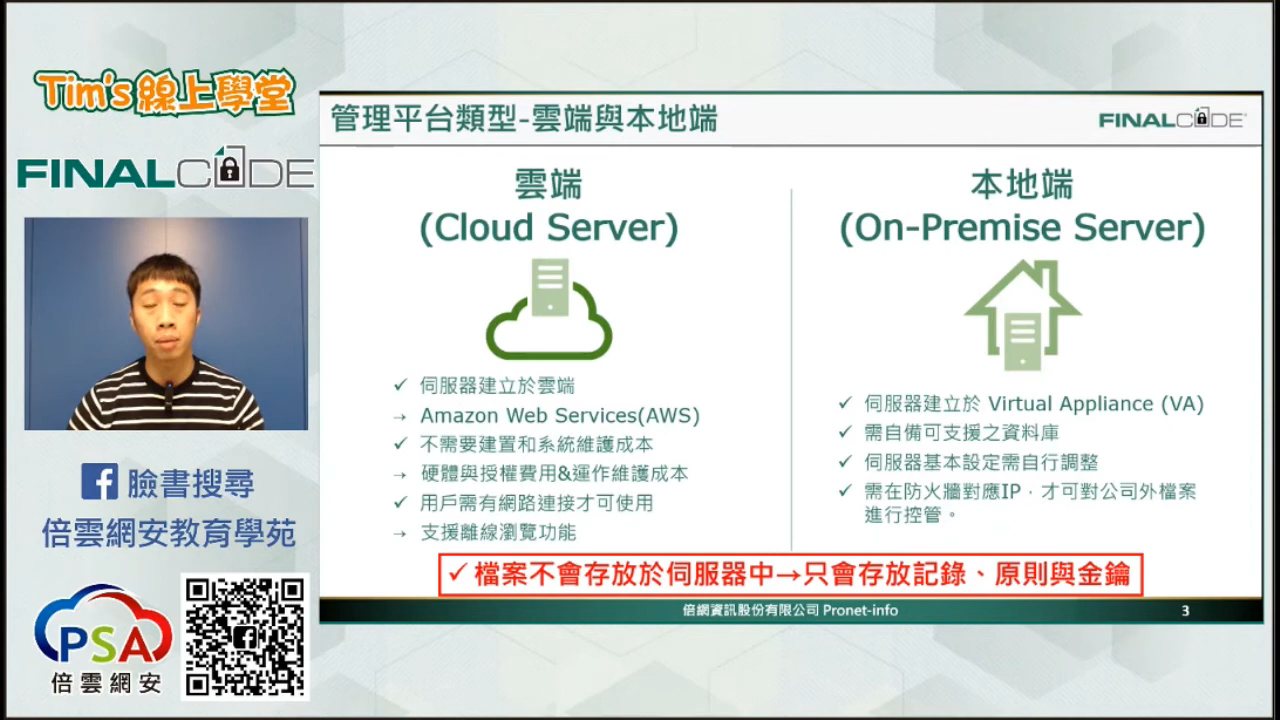 Tim's線上學堂
FINALCODE
臉書搜尋
倍雲網安教育學苑
PSA
倍雲網安
管理平台類型-雲端與本地端
FINALCODE
雲端
(Cloud Server)
✓ 伺服器建立於雲端
→ Amazon Web Services(AWS)
✓ 不需要建置和系統維護成本
→ 硬體與授權費用&運作維護成本
✓ 用戶需有網路連接才可使用
→ 支援離線瀏覽功能
本地端
(On-Premise Server)
✓ 伺服器建立於 Virtual Appliance (VA)
✓ 需自備可支援之資料庫
✓ 伺服器基本設定需自行調整
✓ 需在防火牆對應IP，才可對公司外檔案
進行控管。
✓檔案不會存放於伺服器中→只會存放記錄、原則與金鑰
倍網資訊股份有限公司 Pronet-info
3